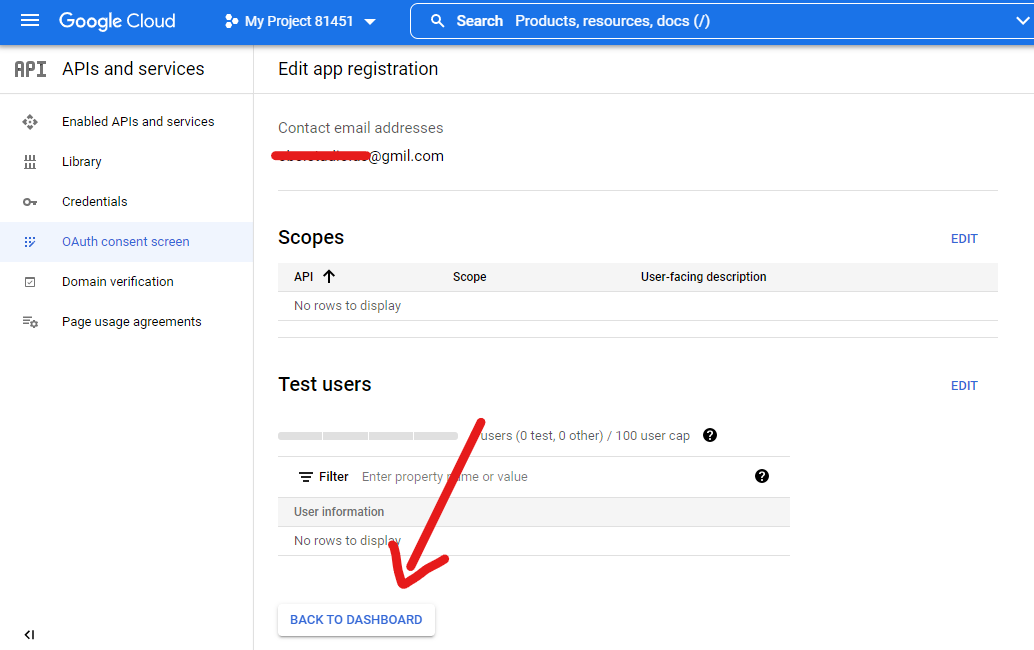 Google Cloud My Project 81451 Search Products, resources, docs (/)
API APIs and services
Edit app registration
Enabled APIs and services
Library
Credentials
OAuth consent screen
Domain verification
Page usage agreements
Contact email addresses
@gmil.com
Scopes EDIT
API Scope User-facing description
No rows to display
Test users EDIT
users (0 test, 0 other) / 100 user cap
Filter Enter property name or value
User information
No rows to display
BACK TO DASHBOARD